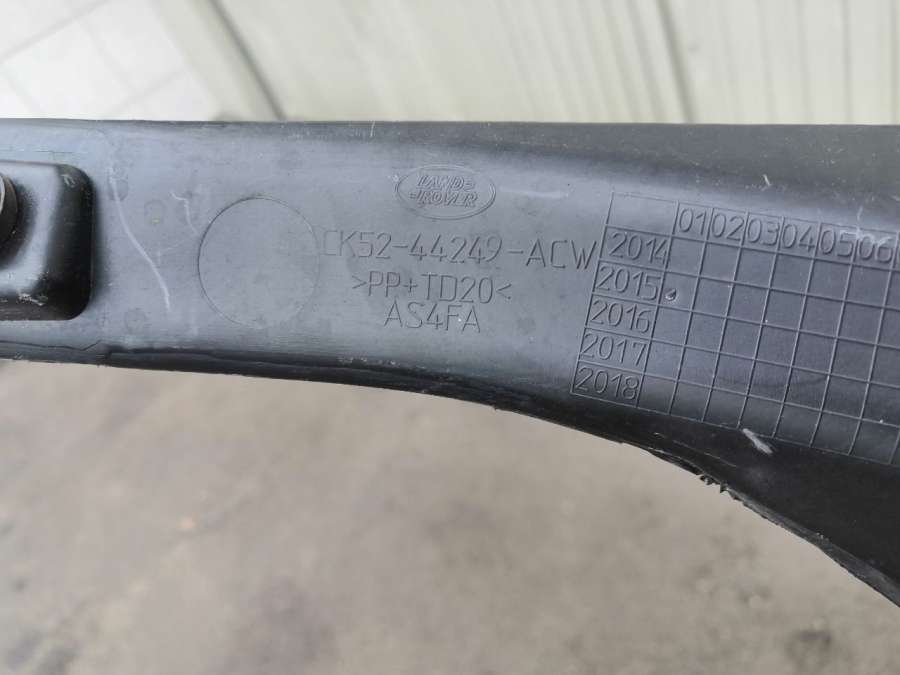 LAND-
-ROVER
CK52-44249-ACW
>PP+TD20<
AS4FA
01 02 03 04 05 06
2014
2015
2016
2017
2018